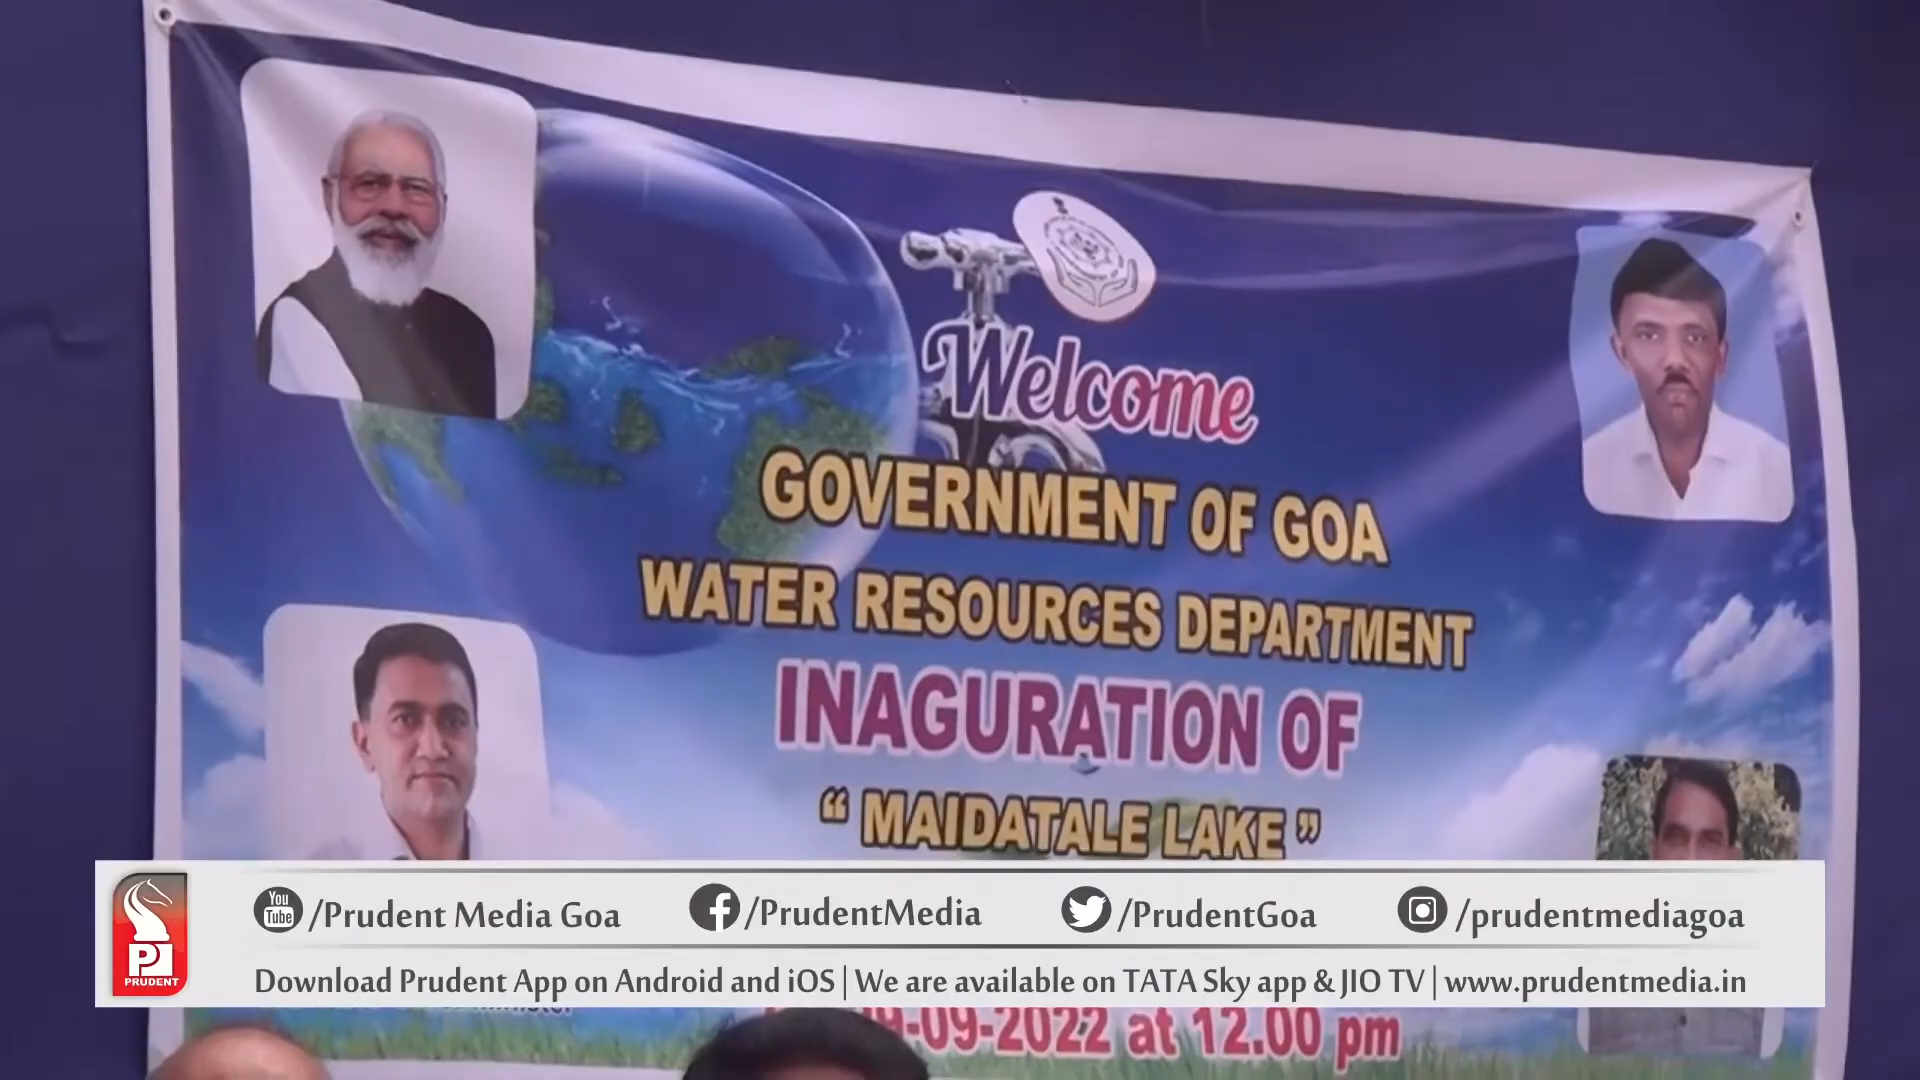 Welcome
GOVERNMENT OF GOA
WATER RESOURCES DEPARTMENT
INAGURATION OF
“ MAIDATALE LAKE ”
You Tube /Prudent Media Goa /PrudentMedia /PrudentGoa /prudentmediagoa
PRUDENT
Download Prudent App on Android and iOS | We are available on TATA Sky app & JIO TV | www.prudentmedia.in
-09-2022 at 12.00 pm